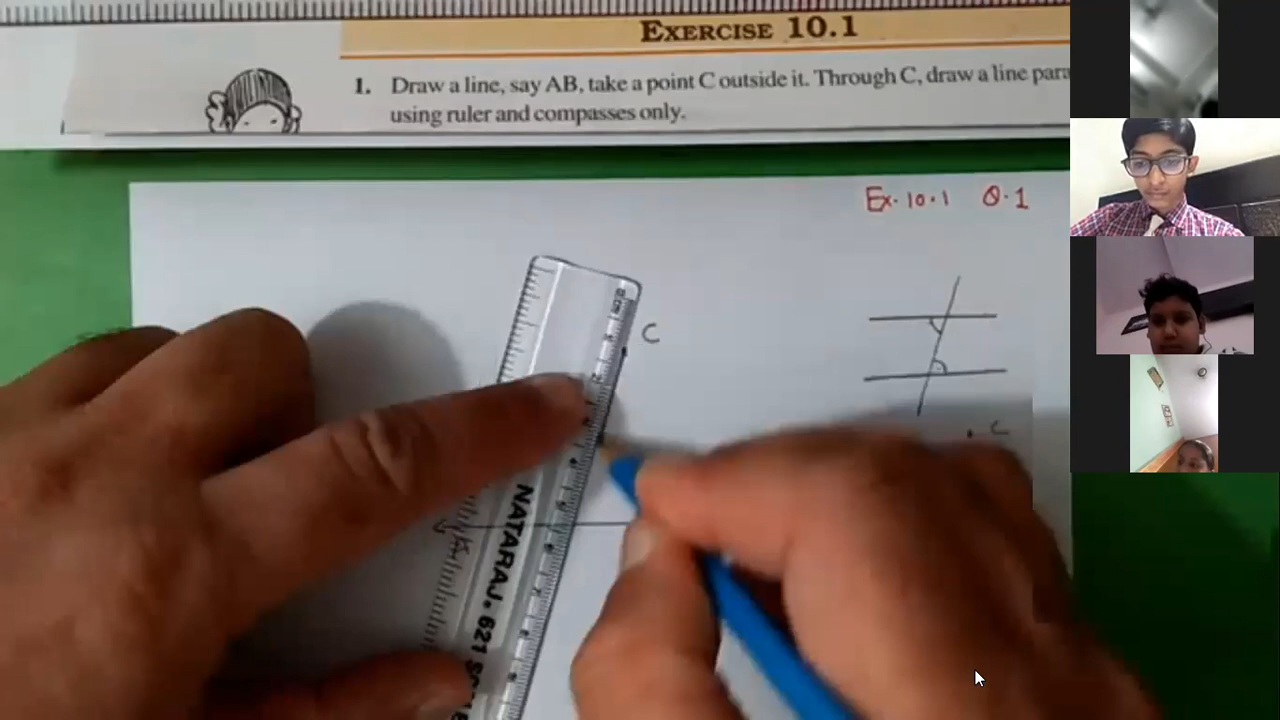 EXERCISE 10.1
1. Draw a line, say AB, take a point C outside it. Through C, draw a line para
using ruler and compasses only.
Ex. 10.1 Q.1
C
C
NATARAJ. 621